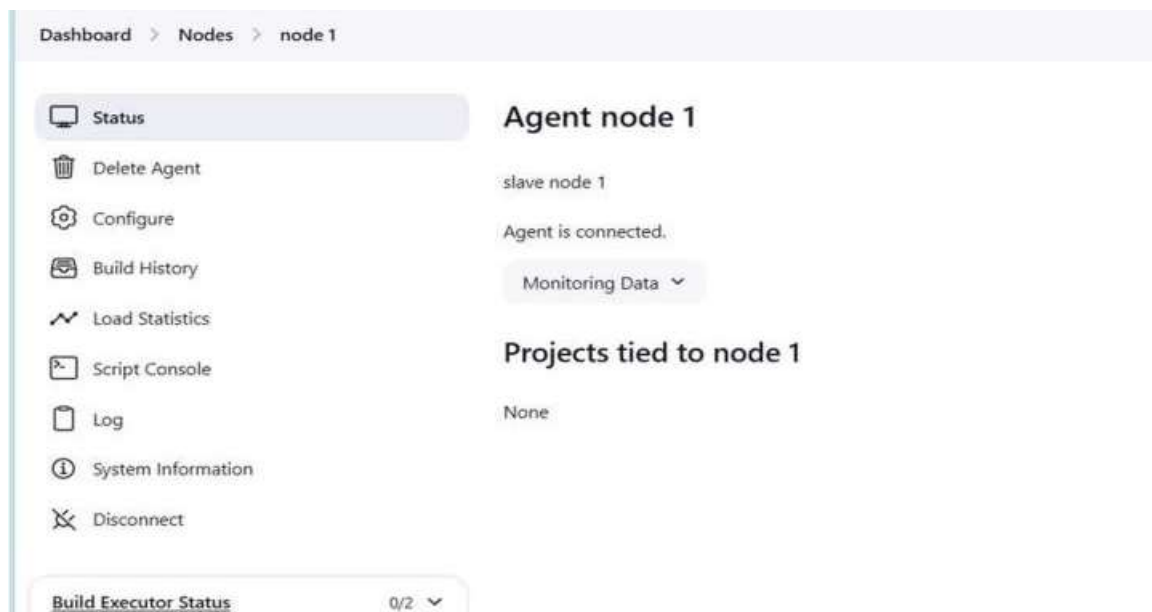 Dashboard > Nodes > node 1
Status
Delete Agent
Configure
Build History
Load Statistics
Script Console
Log
System Information
Disconnect
Build Executor Status 0/2
Agent node 1
slave node 1
Agent is connected.
Monitoring Data
Projects tied to node 1
None